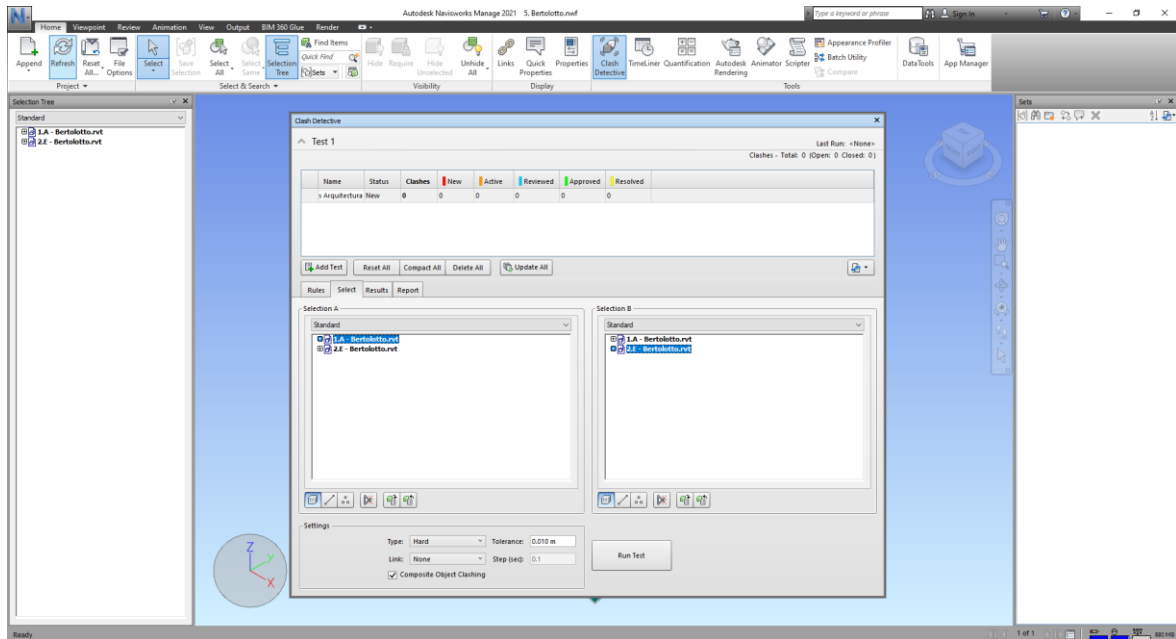 Autodesk Navisworks Manage 2021 5. Bertolotto.nwf
Type a keyword or phrase
Sign In
Home Viewpoint Review Animation View Output BIM 360 Glue Render
Append Refresh Reset All... File Options Select Save Selection Select All Select Same Selection Tree Find Items Quick Find Sets Hide Require Hide Unselected Unhide All Links Quick Properties Properties Clash Detective TimeLiner Quantification Autodesk Rendering Animator Scripter Appearance Profiler Batch Utility Compare DataTools App Manager
Project Select & Search Visibility Display Tools
Selection Tree
Sets
Standard
1.A - Bertolotto.rvt
2.E - Bertolotto.rvt
Clash Detective
Test 1
Last Run: <None>
Clashes - Total: 0 (Open: 0 Closed: 0)
Name Status Clashes New Active Reviewed Approved Resolved
s Arquitectura New 0 0 0 0 0 0
Add Test Reset All Compact All Delete All Update All
Rules Select Results Report
Selection A Selection B
Standard Standard
1.A - Bertolotto.rvt 1.A - Bertolotto.rvt
2.E - Bertolotto.rvt 2.E - Bertolotto.rvt
Settings
Type: Hard Tolerance: 0.010 m
Link: None Step (sec): 0.1
Composite Object Clashing
Run Test
Z
Y
X
Ready
1 of 1